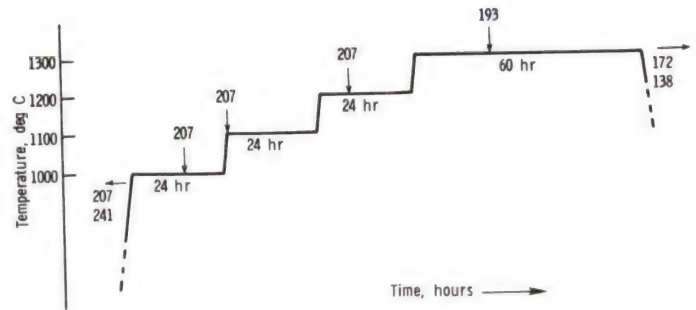 193
1300
207
60 hr
172
138
1200
24 hr
207
1100
24 hr
207
1000
24 hr
207
241
Temperature, deg C
Time, hours